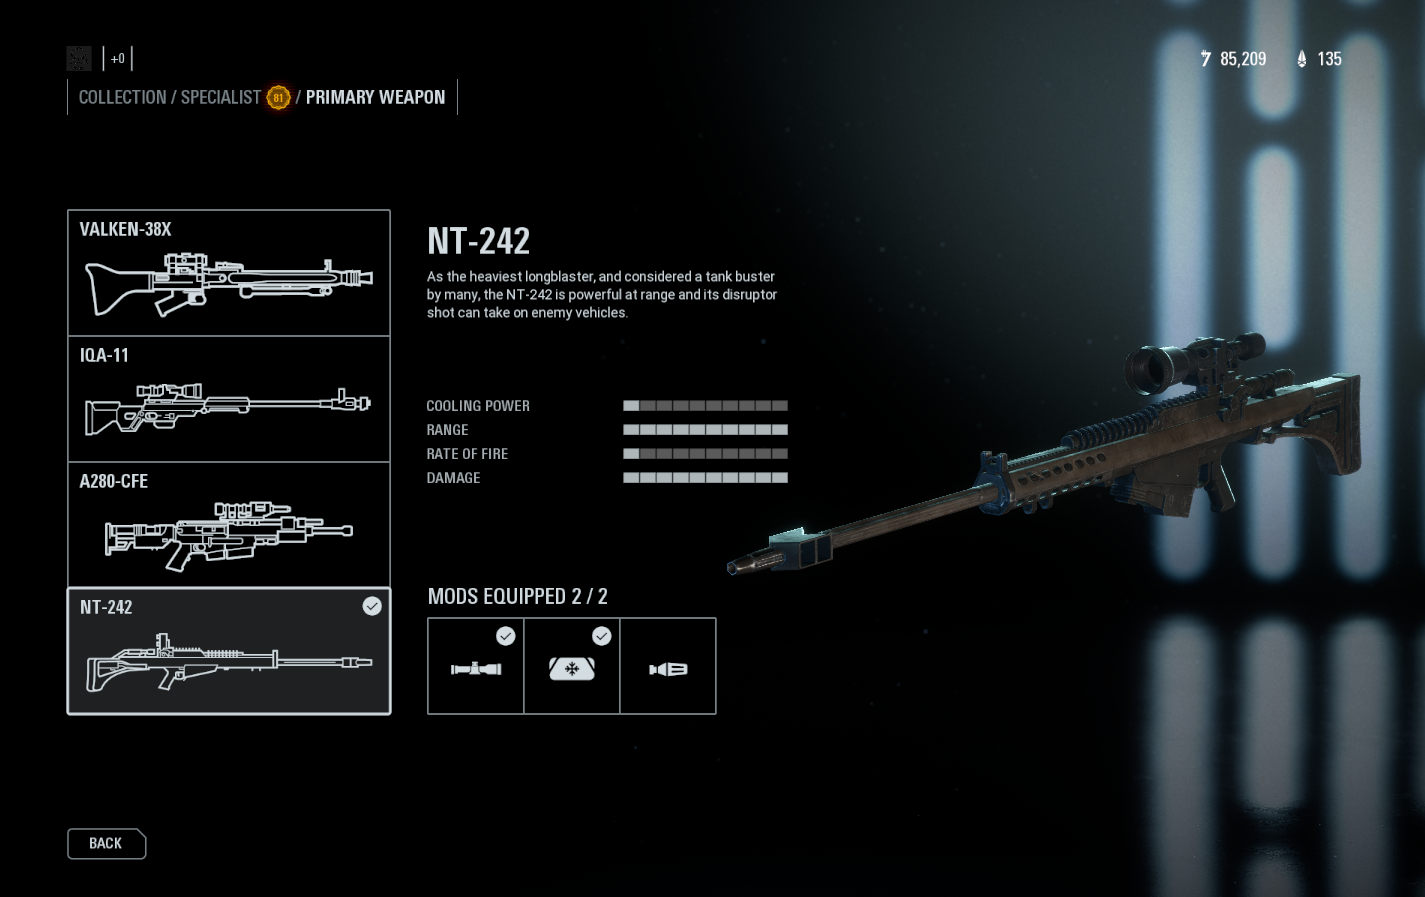 +0
85,209
135
COLLECTION / SPECIALIST 81 / PRIMARY WEAPON
VALKEN-38X
IQA-11
A280-CFE
NT-242
NT-242
As the heaviest longblaster, and considered a tank buster
by many, the NT-242 is powerful at range and its disruptor
shot can take on enemy vehicles.
COOLING POWER
RANGE
RATE OF FIRE
DAMAGE
MODS EQUIPPED 2 / 2
BACK